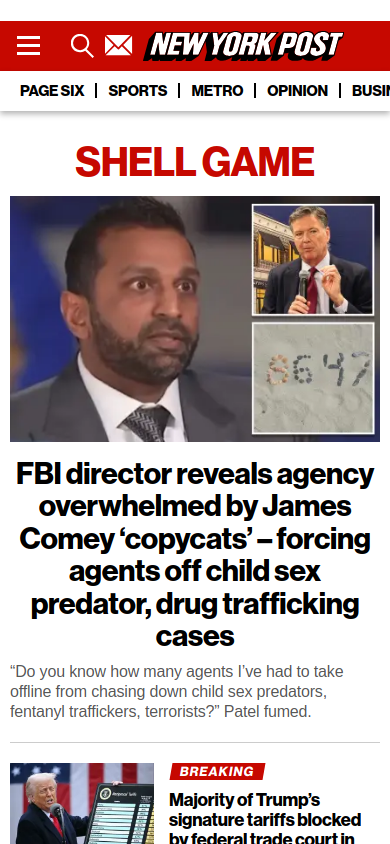 NEW YORK POST
PAGE SIX | SPORTS | METRO | OPINION | BUSI
SHELL GAME
8647
FBI director reveals agency
overwhelmed by James
Comey ‘copycats’ – forcing
agents off child sex
predator, drug trafficking
cases
“Do you know how many agents I’ve had to take
offline from chasing down child sex predators,
fentanyl traffickers, terrorists?” Patel fumed.
BREAKING
Majority of Trump’s
signature tariffs blocked
by federal trade court in
Reciprocal Tariffs